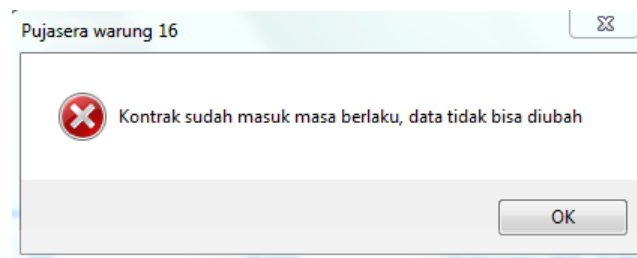 Pujasera warung 16
Kontrak sudah masuk masa berlaku, data tidak bisa diubah
OK